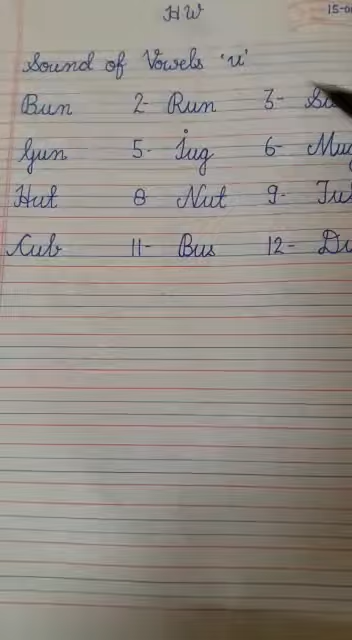 HW
Sound of Vowels 'u'
Bun 2- Run 3-
Gun 5- Jug 6- Mug
Hut 8 Nut 9-
Cub 11- Bus 12-